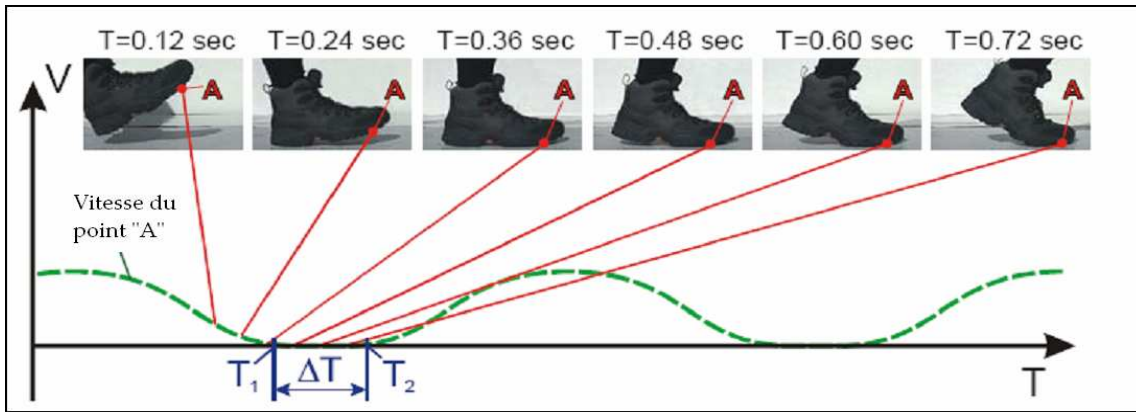 T=0.12 sec T=0.24 sec T=0.36 sec T=0.48 sec T=0.60 sec T=0.72 sec
V
A A A A A A
Vitesse du
point "A"
T1 ΔT T2
T